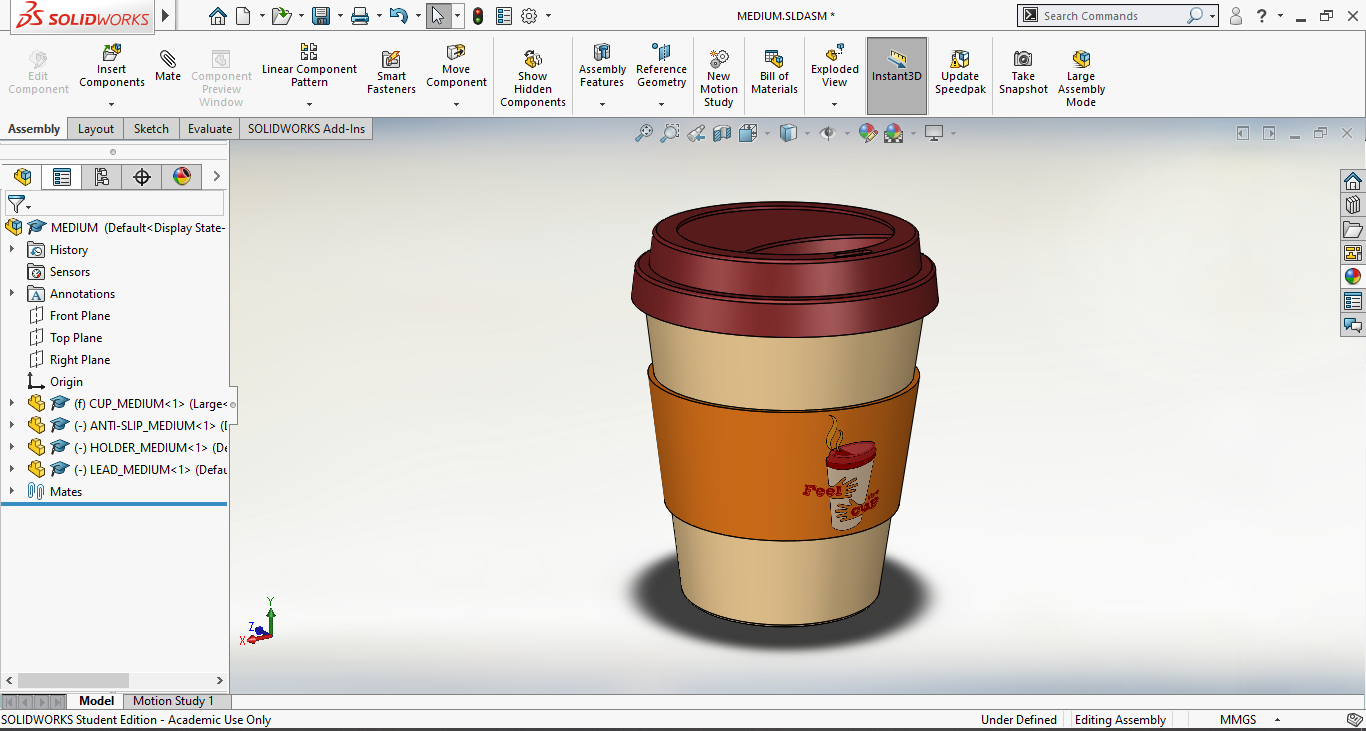 SOLIDWORKS
MEDIUM.SLDASM *
Search Commands
?
Edit
Component
Insert
Components
Mate
Component
Preview
Window
Linear Component
Pattern
Smart
Fasteners
Move
Component
Show
Hidden
Components
Assembly
Features
Reference
Geometry
New
Motion
Study
Bill of
Materials
Exploded
View
Instant3D
Update
Speedpak
Take
Snapshot
Large
Assembly
Mode
Assembly
Layout
Sketch
Evaluate
SOLIDWORKS Add-Ins
MEDIUM (Default<Display State-
History
Sensors
A Annotations
Front Plane
Top Plane
Right Plane
Origin
(f) CUP_MEDIUM<1> (Large<
(-) ANTI-SLIP_MEDIUM<1> (
(-) HOLDER_MEDIUM<1> (De
(-) LEAD_MEDIUM<1> (Defau
Mates
Feel
the
CUP
Y
Z
X
Model
Motion Study 1
SOLIDWORKS Student Edition - Academic Use Only
Under Defined
Editing Assembly
MMGS